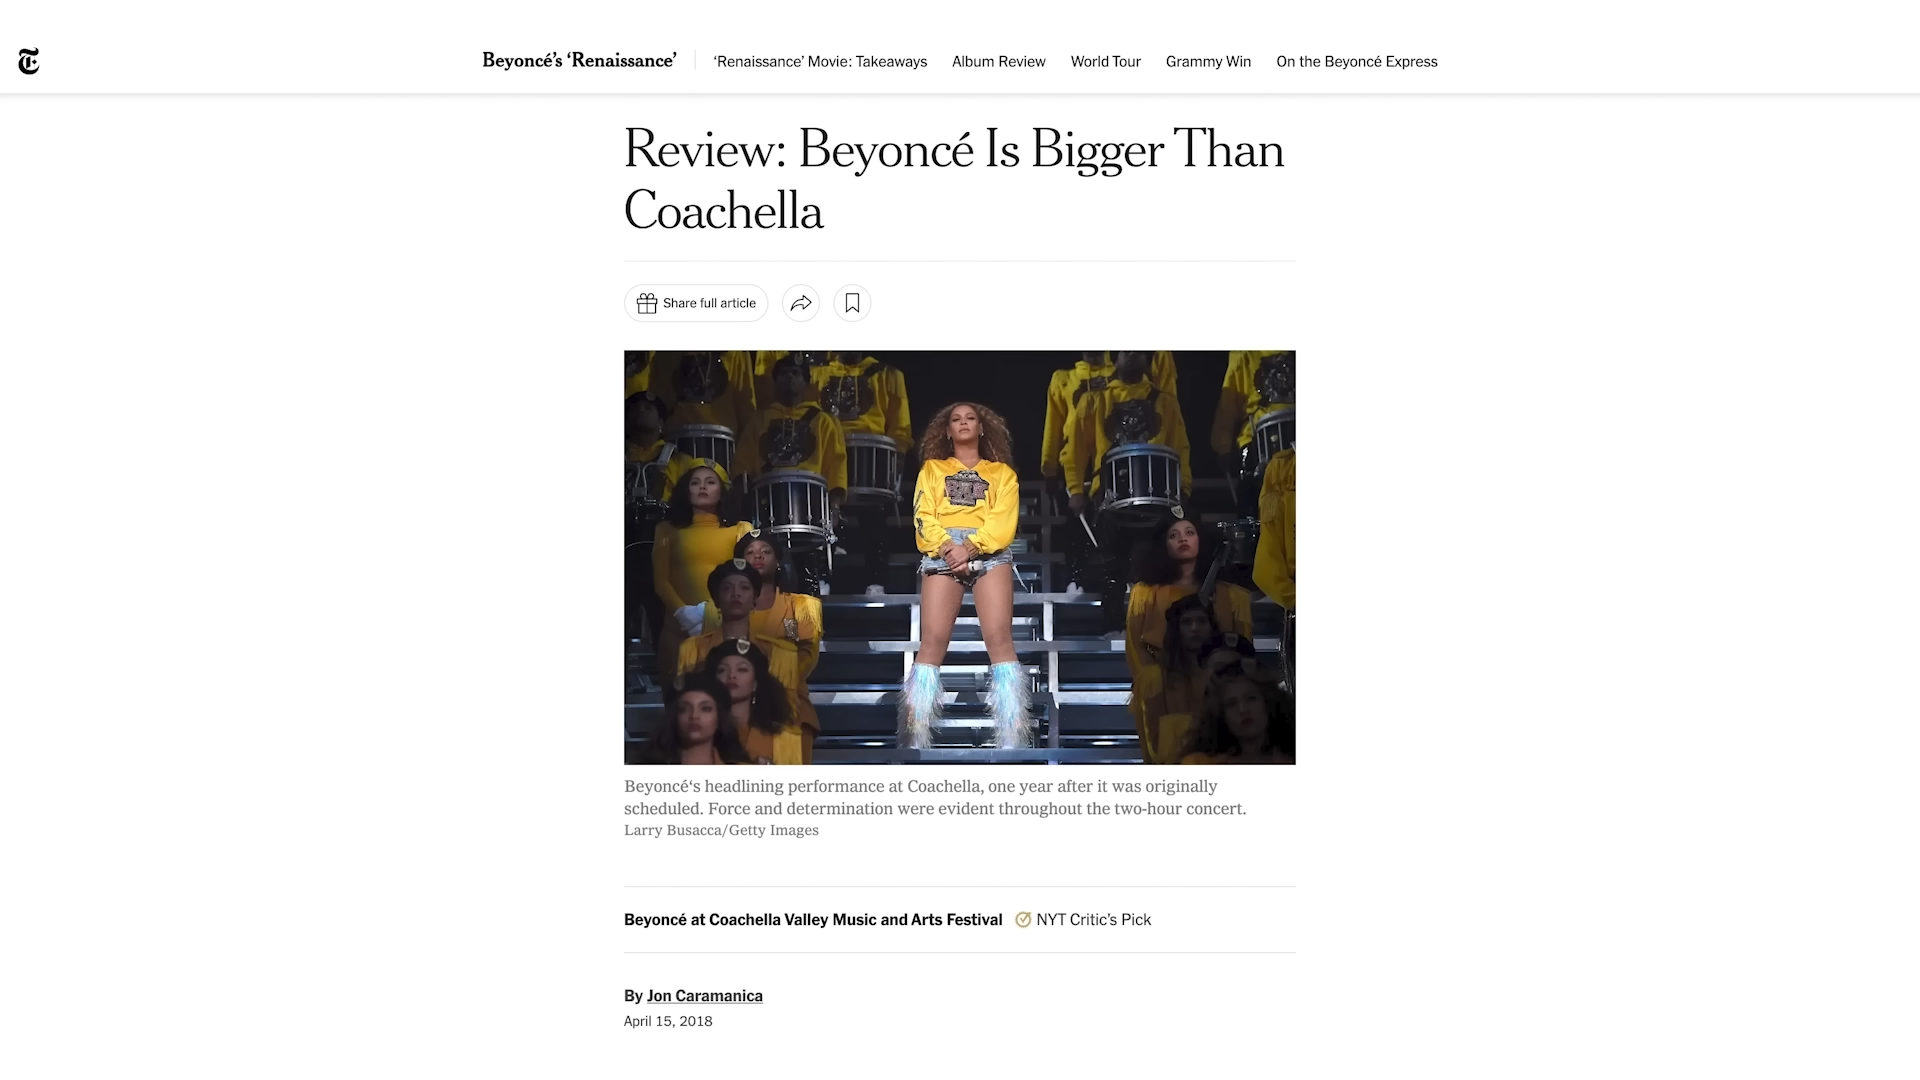 Beyoncé’s ‘Renaissance’
‘Renaissance’ Movie: Takeaways
Album Review
World Tour
Grammy Win
On the Beyoncé Express
Review: Beyoncé Is Bigger Than
Coachella
Share full article
Beyoncé‘s headlining performance at Coachella, one year after it was originally
scheduled. Force and determination were evident throughout the two-hour concert.
Larry Busacca/Getty Images
Beyoncé at Coachella Valley Music and Arts Festival
NYT Critic’s Pick
By Jon Caramanica
April 15, 2018